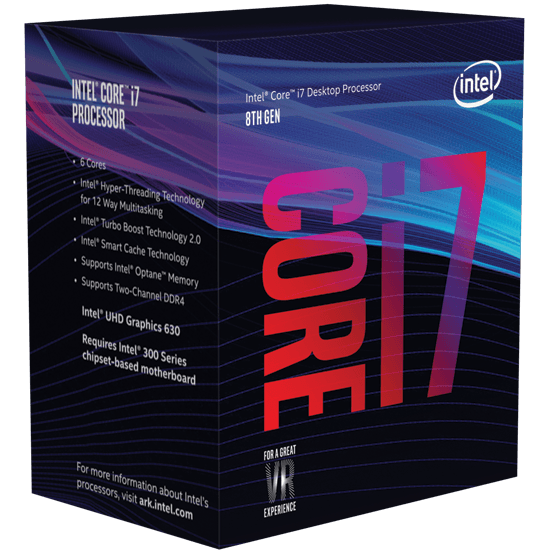 INTEL® CORE™ i7
PROCESSOR
• 6 Cores
• Intel® Hyper-Threading Technology
for 12 Way Multitasking
• Intel® Turbo Boost Technology 2.0
• Intel® Smart Cache Technology
• Supports Intel® Optane™ Memory
• Supports Two-Channel DDR4
Intel® UHD Graphics 630
Requires Intel® 300 Series
chipset-based motherboard
For more information about Intel's
processors, visit ark.intel.com
Intel® Core™ i7 Desktop Processor
8TH GEN
intel®
CORE i7
FOR A GREAT
VR
EXPERIENCE